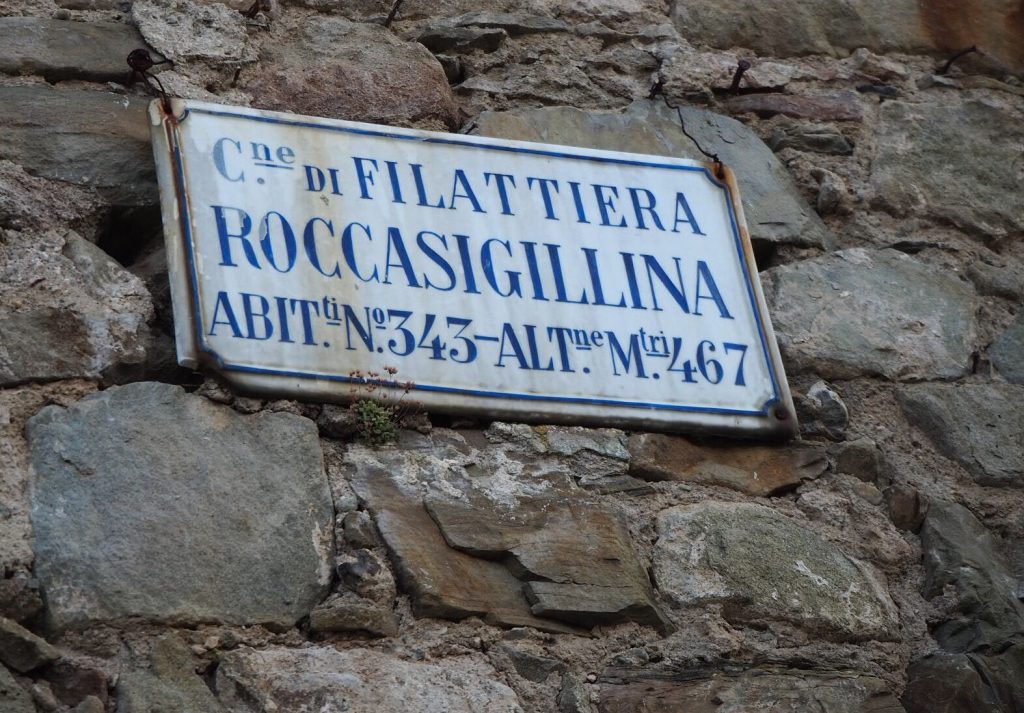 C.ne DI FILATTIERA
ROCCASIGILLINA
ABIT.ti N.o 343-ALT.ne M.tri 467